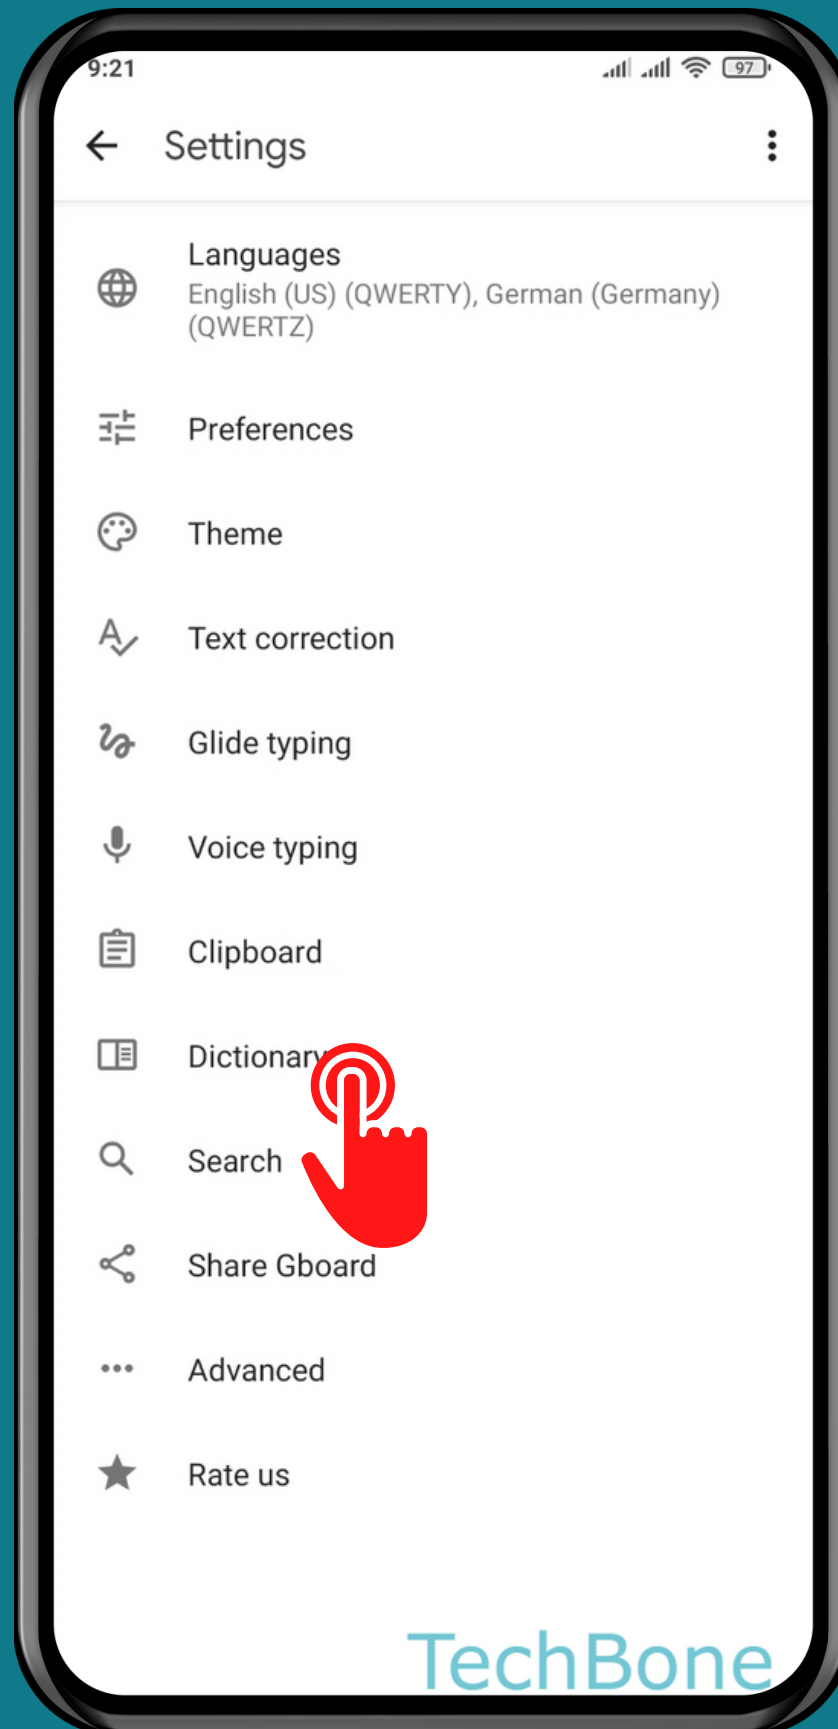 9:21
97
Settings
Languages
English (US) (QWERTY), German (Germany)
(QWERTZ)
Preferences
Theme
Text correction
Glide typing
Voice typing
Clipboard
Dictionary
Search
Share Gboard
Advanced
Rate us
TechBone